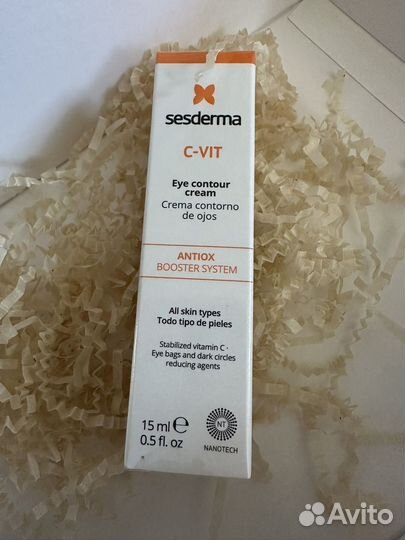 sesderma
C-VIT
Eye contour
cream
Crema contorno
de ojos
ANTIOX
BOOSTER SYSTEM
All skin types
Todo tipo de pieles
Stabilized vitamin C ·
Eye bags and dark circles
reducing agents
15 ml ℮
0.5 fl. oz
NT
NANOTECH
Avito